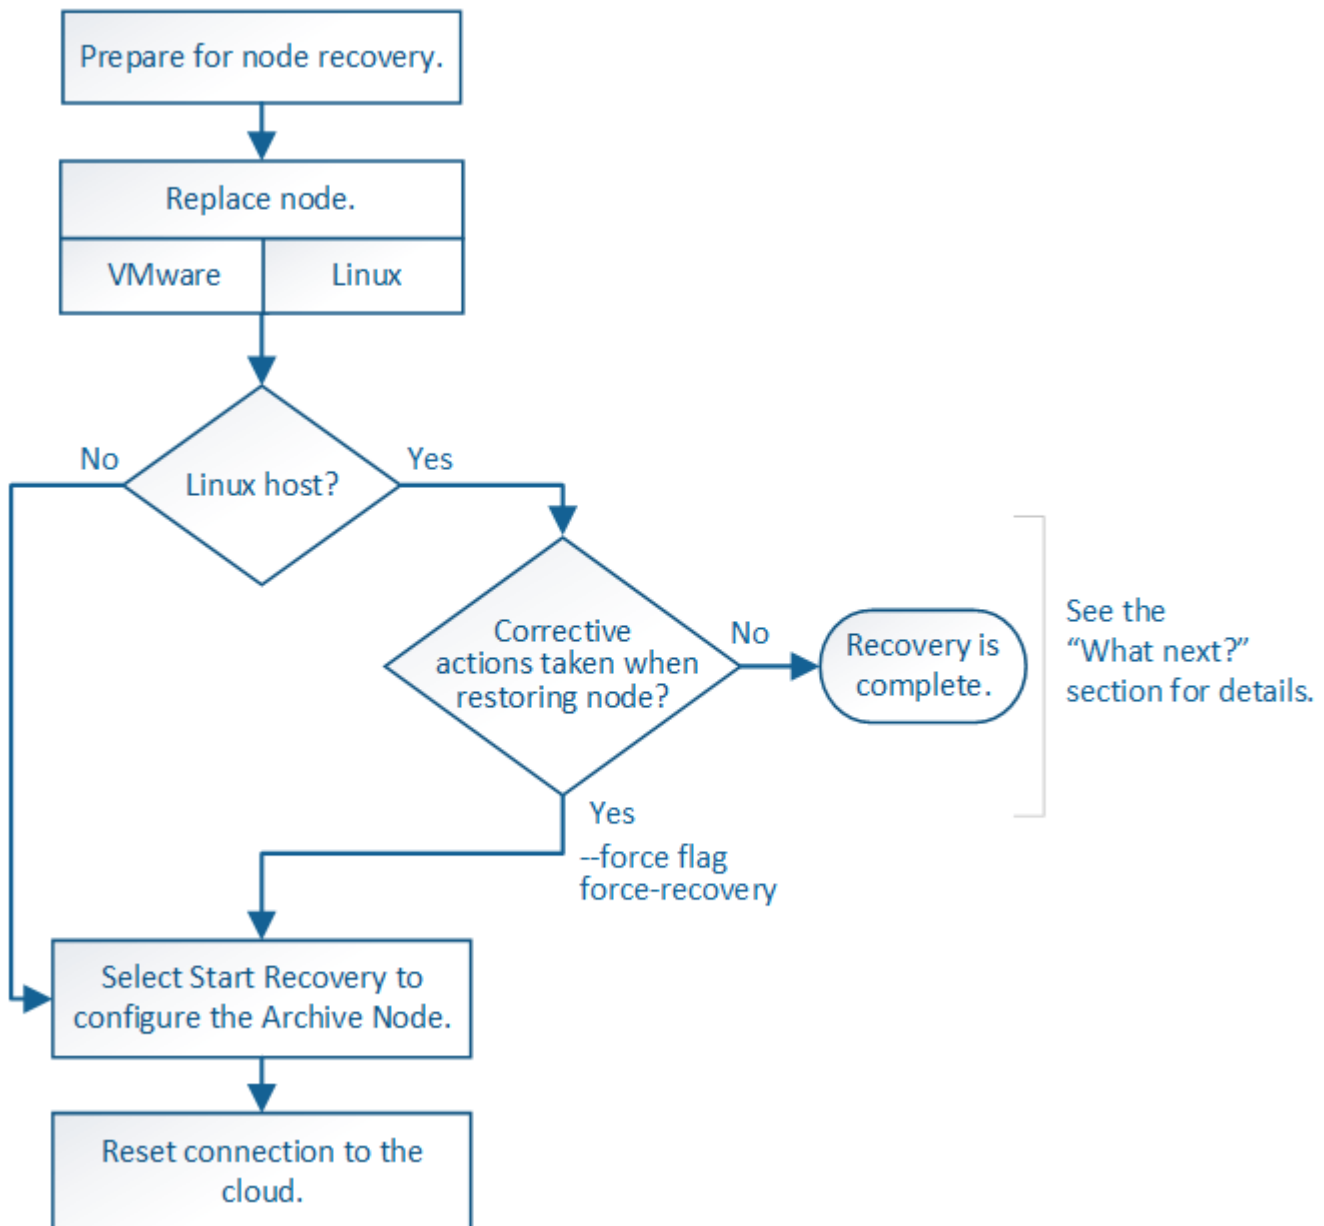 Prepare for node recovery.
Replace node.
VMware
Linux
No
Yes
Linux host?
Corrective
actions taken when
restoring node?
No
Recovery is
complete.
See the
“What next?”
section for details.
Yes
--force flag
force-recovery
Select Start Recovery to
configure the Archive Node.
Reset connection to the
cloud.